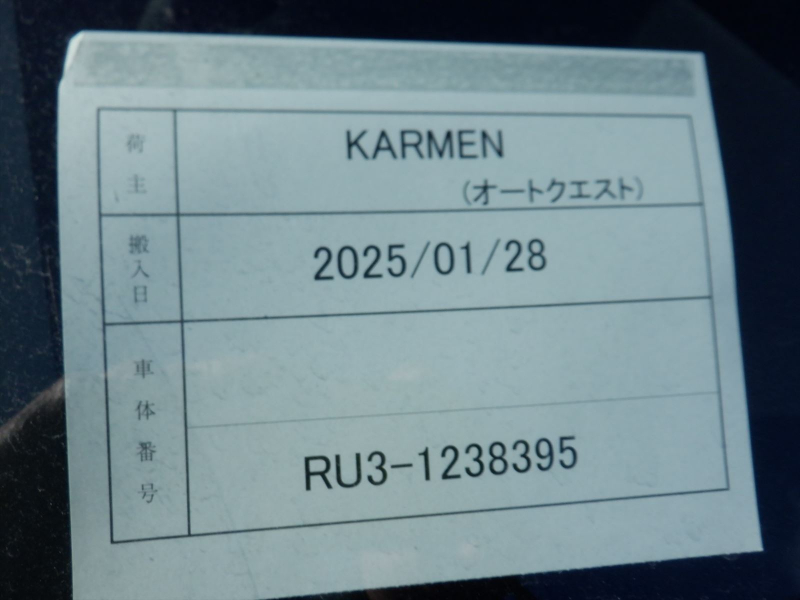 荷主
KARMEN
(オートクエスト)
搬入日
2025/01/28
車体番号
RU3-1238395